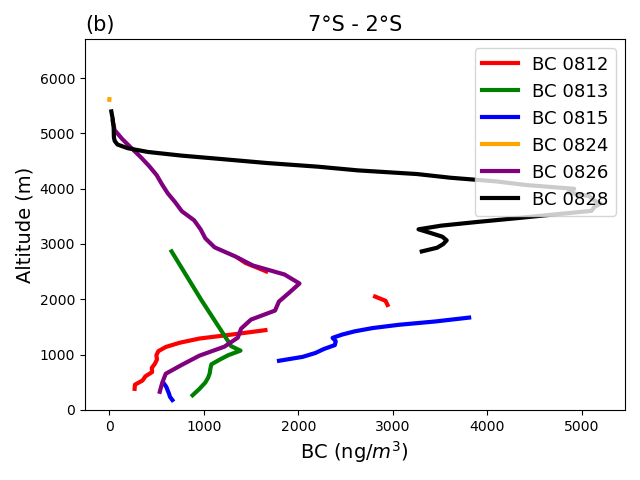 (b)
7°S - 2°S
BC 0812
BC 0813
BC 0815
BC 0824
BC 0826
BC 0828
6000
5000
4000
3000
2000
1000
0
Altitude (m)
0 1000 2000 3000 4000 5000
BC (ng/m³)